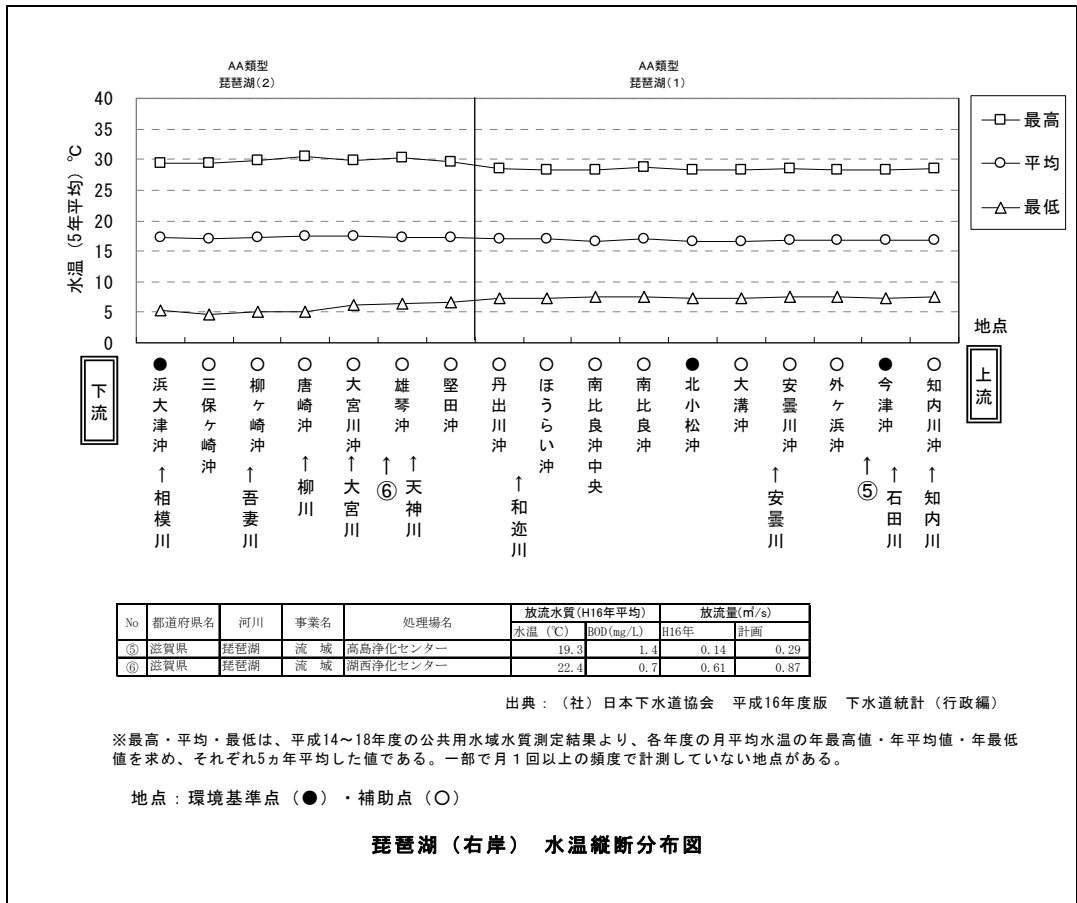 AA類型
琵琶湖(2)
AA類型
琵琶湖(1)
水温（5年平均）℃
40
35
30
25
20
15
10
5
0
最高
平均
最低
地点
下流
上流
●浜大津沖
○三保ヶ崎沖
○柳ヶ崎沖
○唐崎沖
○大宮川沖
○雄琴沖
○堅田沖
○丹出川沖
○ほうらい沖
○南比良沖中央
○南比良沖
●北小松沖
○大溝沖
○安曇川沖
○外ヶ浜沖
●今津沖
○知内川沖
↑相模川
↑吾妻川
↑柳川
↑大宮川
↑⑥
↑天神川
↑和迩川
↑安曇川
↑⑤
↑石田川
↑知内川
No 都道府県名 河川 事業名 処理場名 放流水質(H16年平均) 放流量(㎥/s)
水温（℃） BOD(mg/L) H16年 計画
⑤ 滋賀県 琵琶湖 流 域 高島浄化センター 19.3 1.4 0.14 0.29
⑥ 滋賀県 琵琶湖 流 域 湖西浄化センター 22.4 0.7 0.61 0.87
出典：（社）日本下水道協会 平成16年度版 下水道統計（行政編）
※最高・平均・最低は、平成14～18年度の公共用水域水質測定結果より、各年度の月平均水温の年最高値・年平均値・年最低
値を求め、それぞれ5ヵ年平均した値である。一部で月１回以上の頻度で計測していない地点がある。
地点：環境基準点（●）・補助点（○）
琵琶湖（右岸） 水温縦断分布図